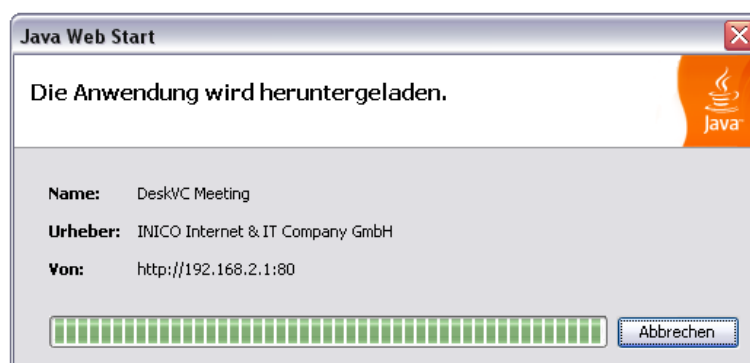 Java Web Start
Die Anwendung wird heruntergeladen.
Java
Name: DeskVC Meeting
Urheber: INICO Internet & IT Company GmbH
Von: http://192.168.2.1:80
Abbrechen